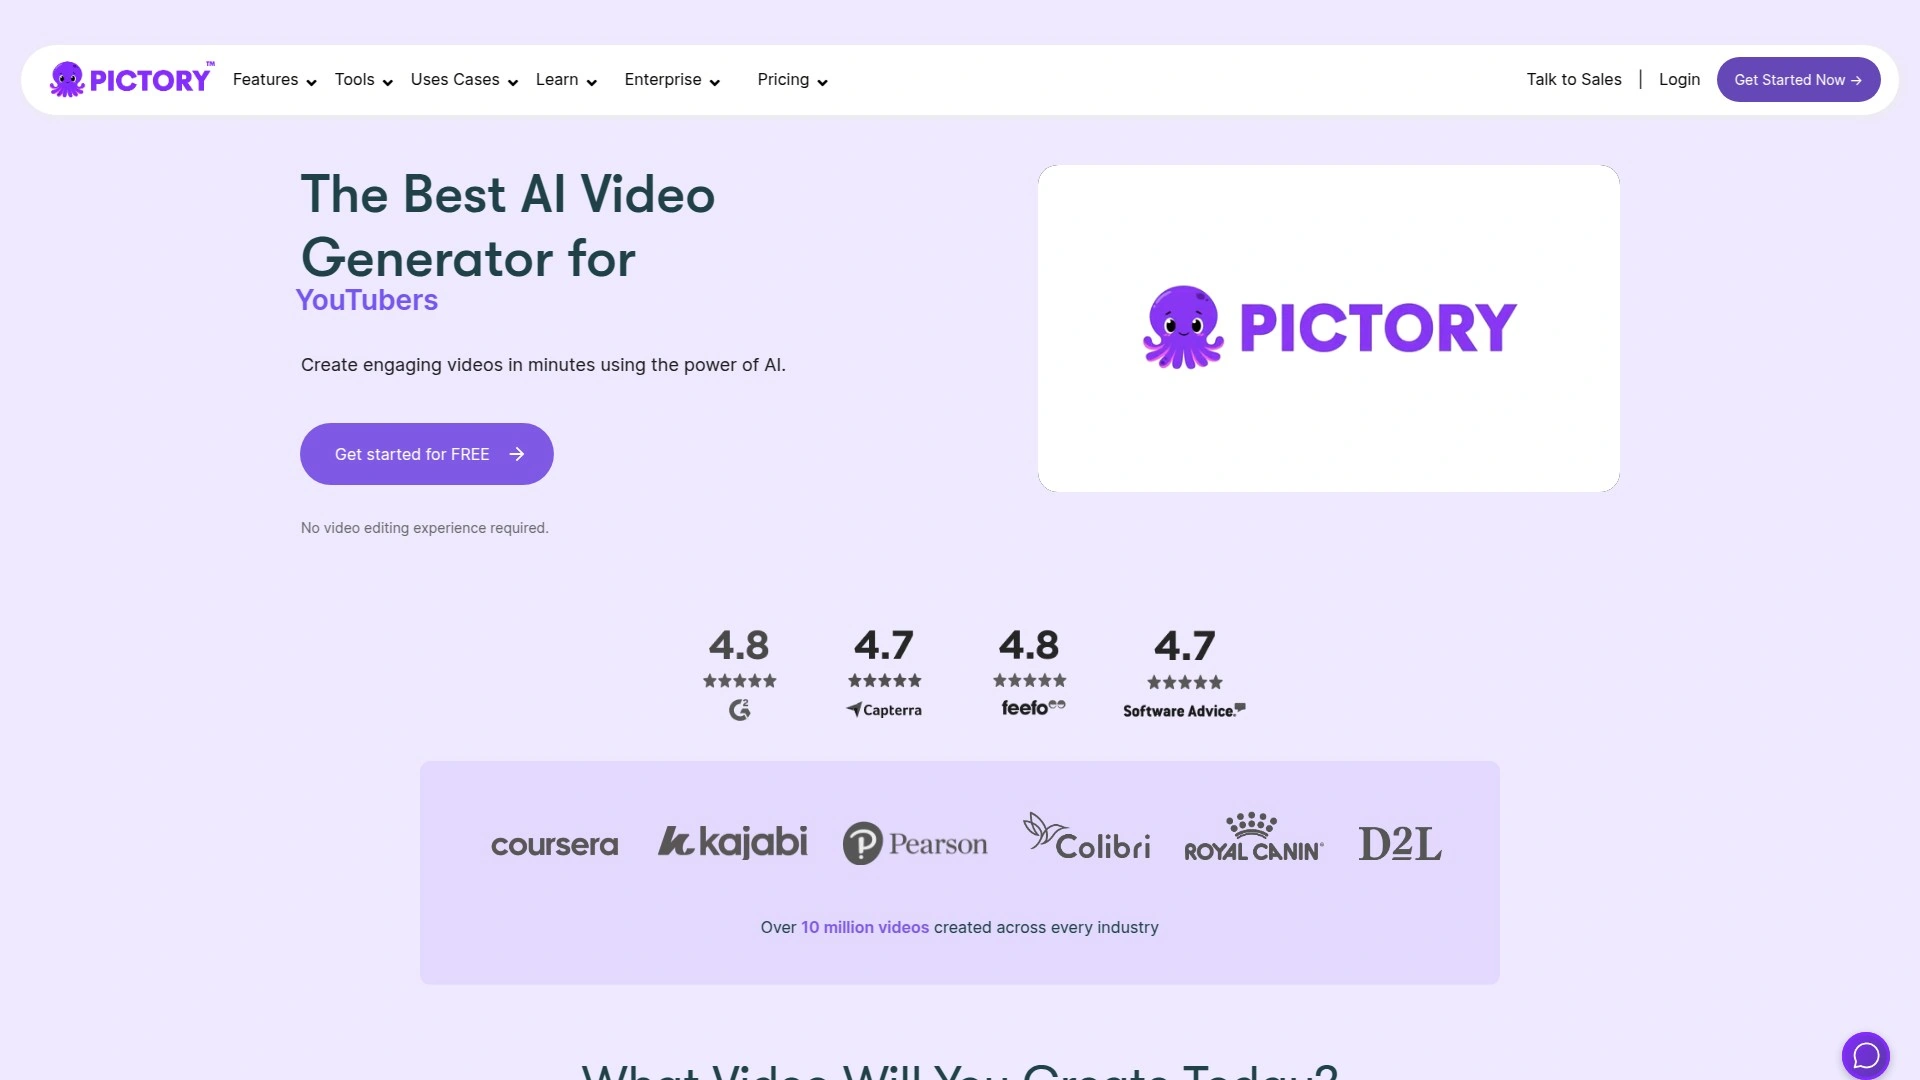 PICTORY™ Features Tools Uses Cases Learn Enterprise Pricing Talk to Sales | Login Get Started Now →
The Best AI Video
Generator for
YouTubers
Create engaging videos in minutes using the power of AI.
Get started for FREE →
No video editing experience required.
PICTORY
4.8 4.7 4.8 4.7
G2 Capterra feefo Software Advice.
coursera kajabi Pearson Colibri ROYAL CANIN® D2L
Over 10 million videos created across every industry
What Video Will You Create Today?